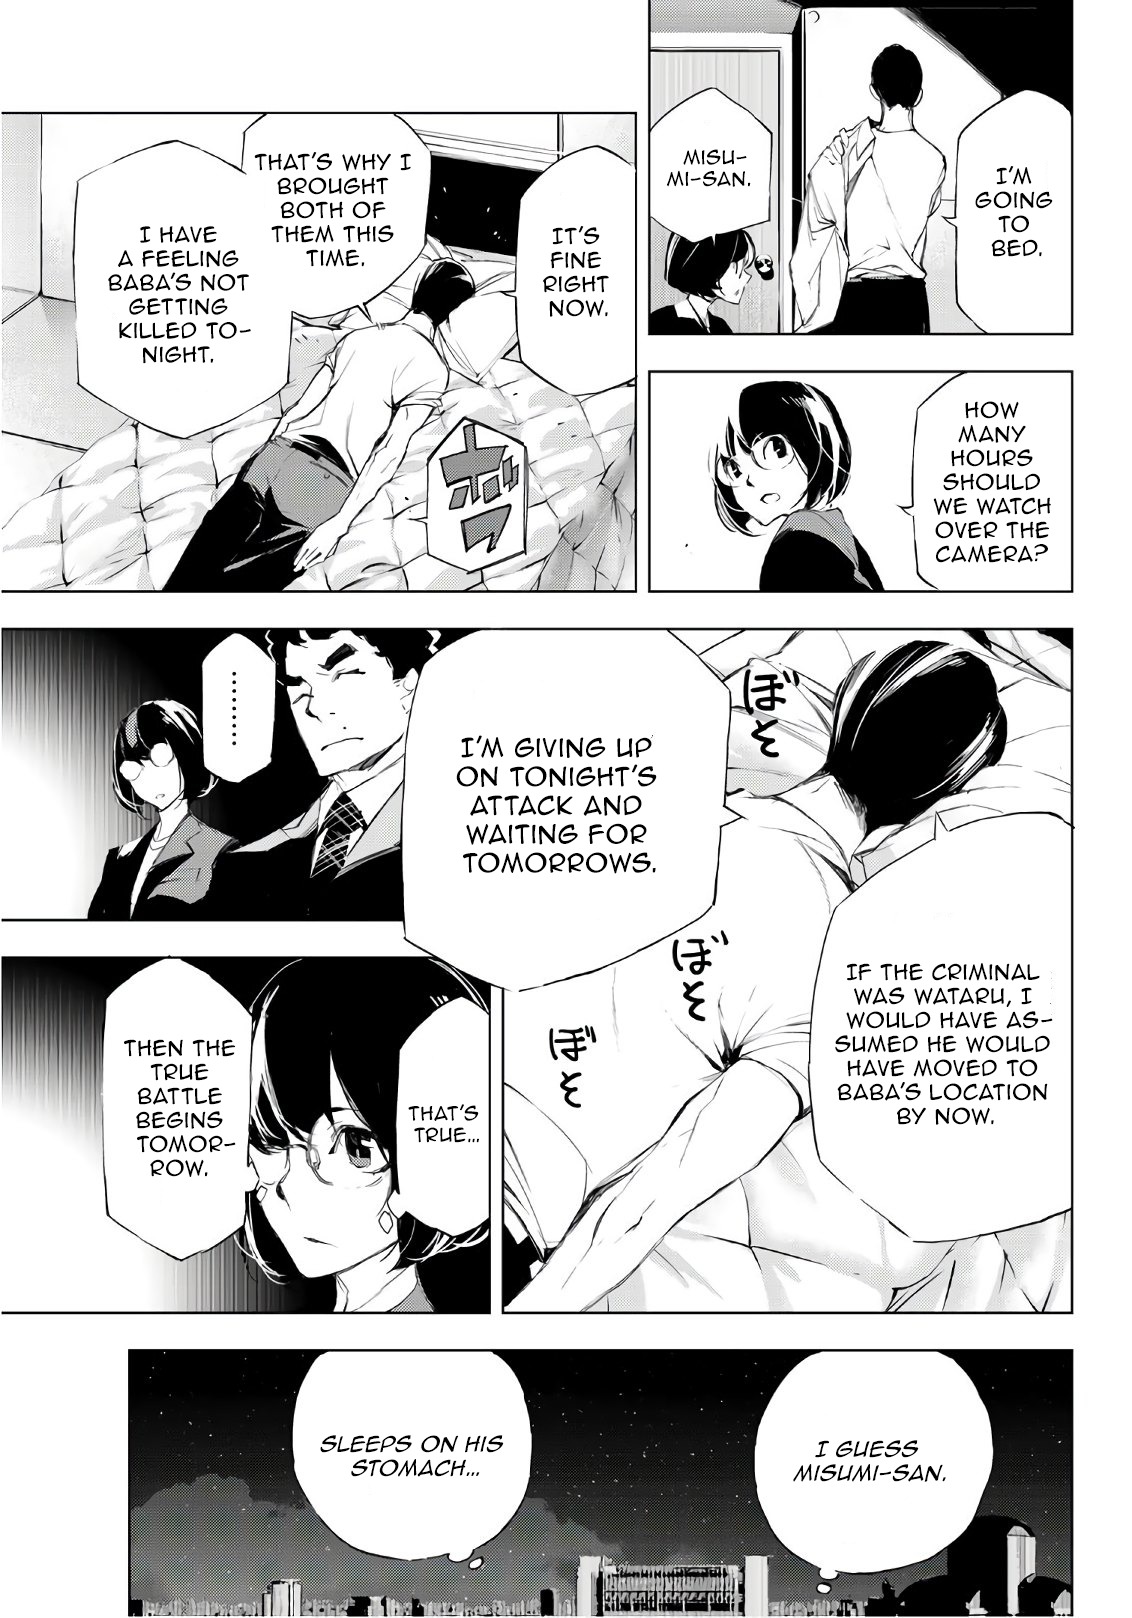 I'M
GOING
TO
BED.
MISU-
MI-SAN.
HOW
MANY
HOURS
SHOULD
WE WATCH
OVER THE
CAMERA?
IT'S
FINE
RIGHT
NOW.
THAT'S WHY I
BROUGHT
BOTH OF
THEM THIS
TIME.
I HAVE
A FEELING
BABA'S NOT
GETTING
KILLED TO-
NIGHT.
ボフッ
ぼそ
IF THE CRIMINAL
WAS WATARU, I
WOULD HAVE AS-
SUMED HE WOULD
HAVE MOVED TO
BABA'S LOCATION
BY NOW.
ぼそ
ぼそ
I'M GIVING UP
ON TONIGHT'S
ATTACK AND
WAITING FOR
TOMORROWS.
.........
THAT'S
TRUE...
THEN THE
TRUE
BATTLE
BEGINS
TOMOR-
ROW.
I GUESS
MISUMI-SAN.
SLEEPS ON HIS
STOMACH...